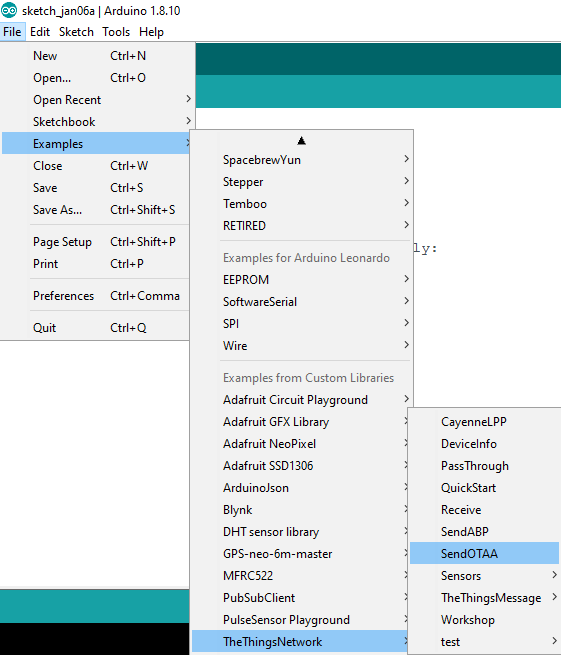 sketch_jan06a | Arduino 1.8.10
File Edit Sketch Tools Help
New Ctrl+N
Open... Ctrl+O
Open Recent
Sketchbook
Examples
Close Ctrl+W
Save Ctrl+S
Save As... Ctrl+Shift+S
Page Setup Ctrl+Shift+P
Print Ctrl+P
Preferences Ctrl+Comma
Quit Ctrl+Q
SpacebrewYun
Stepper
Temboo
RETIRED
Examples for Arduino Leonardo
ly:
EEPROM
SoftwareSerial
SPI
Wire
Examples from Custom Libraries
Adafruit Circuit Playground
Adafruit GFX Library
Adafruit NeoPixel
Adafruit SSD1306
ArduinoJson
Blynk
DHT sensor library
GPS-neo-6m-master
MFRC522
PubSubClient
PulseSensor Playground
TheThingsNetwork
CayenneLPP
DeviceInfo
PassThrough
QuickStart
Receive
SendABP
SendOTAA
Sensors
TheThingsMessage
Workshop
test